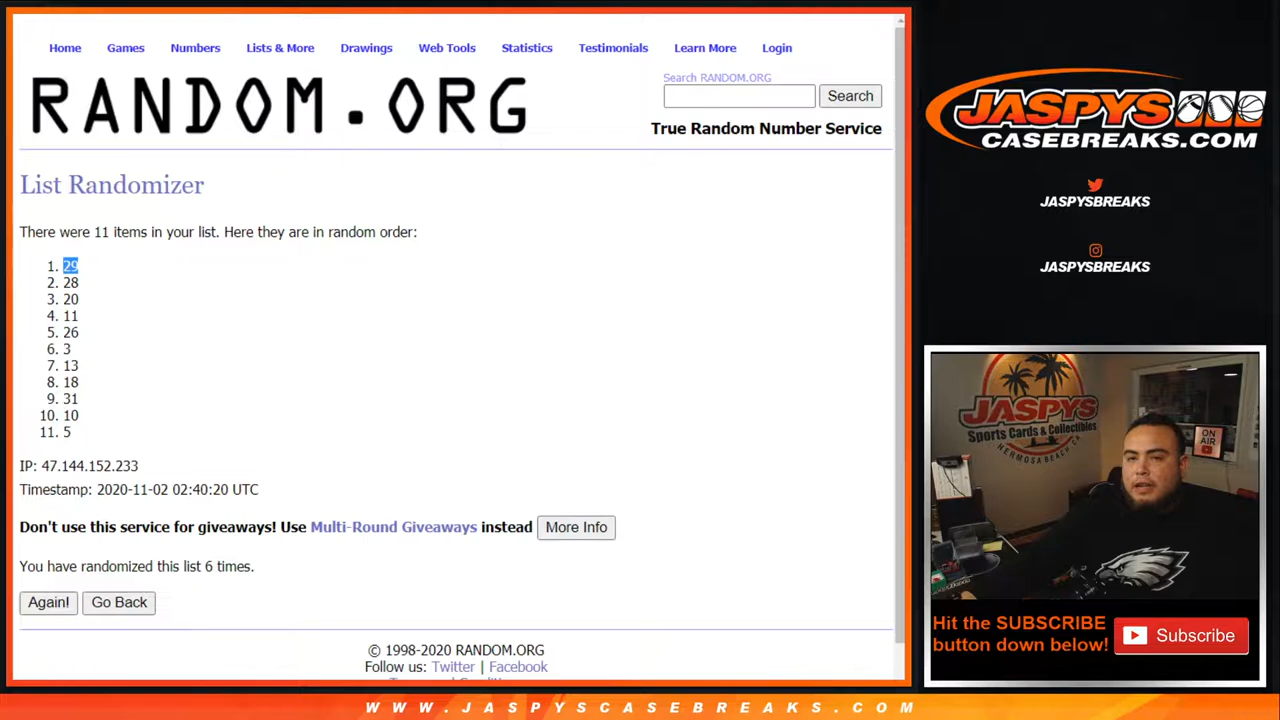 Home Games Numbers Lists & More Drawings Web Tools Statistics Testimonials Learn More Login
RANDOM.ORG
Search RANDOM.ORG
Search
True Random Number Service
List Randomizer
There were 11 items in your list. Here they are in random order:
1. 29
2. 28
3. 20
4. 11
5. 26
6. 3
7. 13
8. 18
9. 31
10. 10
11. 5
IP: 47.144.152.233
Timestamp: 2020-11-02 02:40:20 UTC
Don't use this service for giveaways! Use Multi-Round Giveaways instead More Info
You have randomized this list 6 times.
Again! Go Back
© 1998-2020 RANDOM.ORG
Follow us: Twitter | Facebook
JASPYS
CASEBREAKS.COM
JASPYSBREAKS
JASPYSBREAKS
JASPYS
Sports Cards & Collectibles
HERMOSA BEACH CA
ON
AIR
Hit the SUBSCRIBE
button down below!
Subscribe
WWW.JASPYSCASEBREAKS.COM